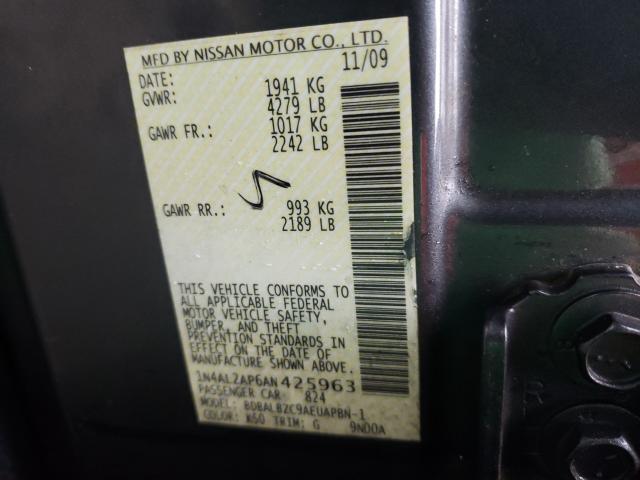 MFD BY NISSAN MOTOR CO., LTD.
DATE: 11/09
GVWR: 1941 KG
4279 LB
GAWR FR.: 1017 KG
2242 LB
GAWR RR.: 993 KG
2189 LB
THIS VEHICLE CONFORMS TO
ALL APPLICABLE FEDERAL
MOTOR VEHICLE SAFETY,
BUMPER, AND THEFT
PREVENTION STANDARDS IN
EFFECT ON THE DATE OF
MANUFACTURE SHOWN ABOVE.
1N4AL2AP6AN425963
PASSENGER CAR 824
MODEL: BDBALBZC9AEUAPBN-1
COLOR: K50 TRIM: G 9ND0A
R